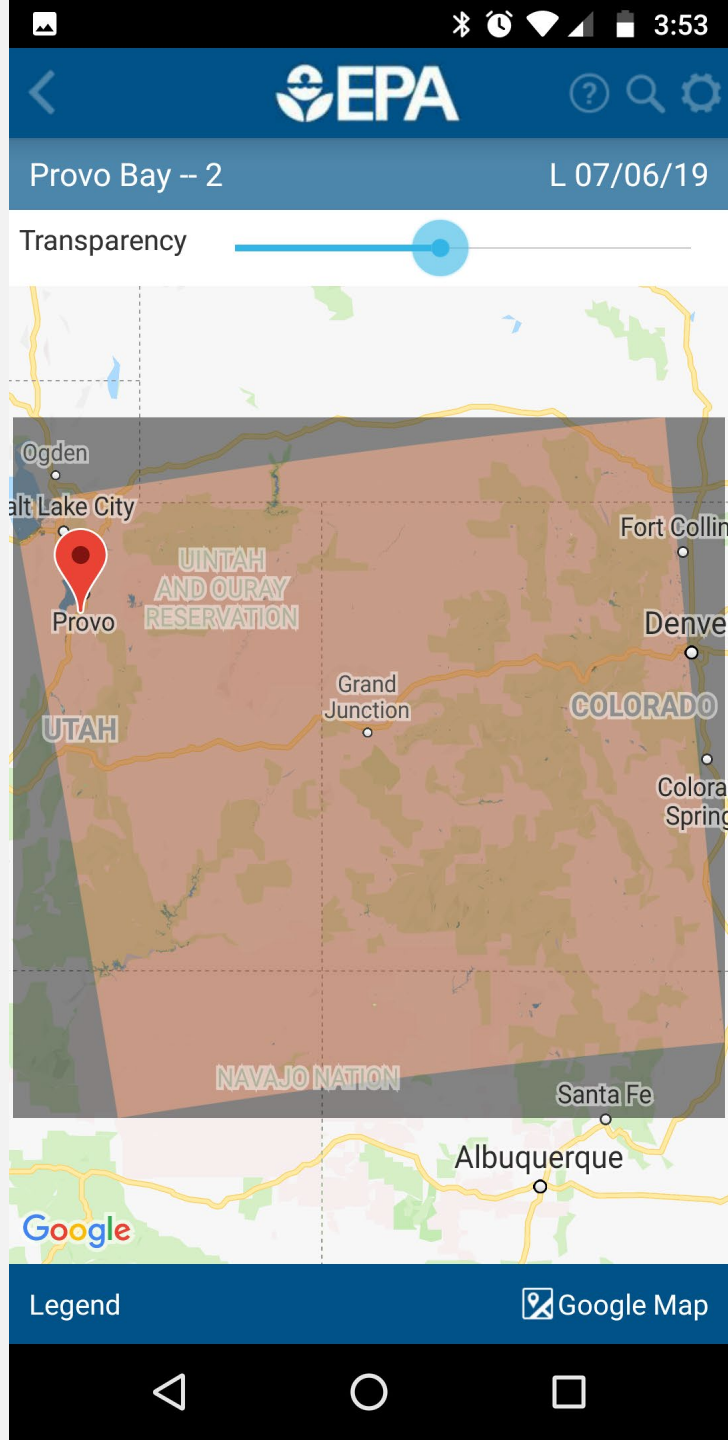 3:53
EPA
?
Provo Bay -- 2
L 07/06/19
Transparency
Ogden
alt Lake City
Fort Collin
UINTAH
AND OURAY
RESERVATION
Provo
Denve
Grand
Junction
COLORADO
UTAH
Colora
Spring
NAVAJO NATION
Santa Fe
Albuquerque
Google
Legend
Google Map